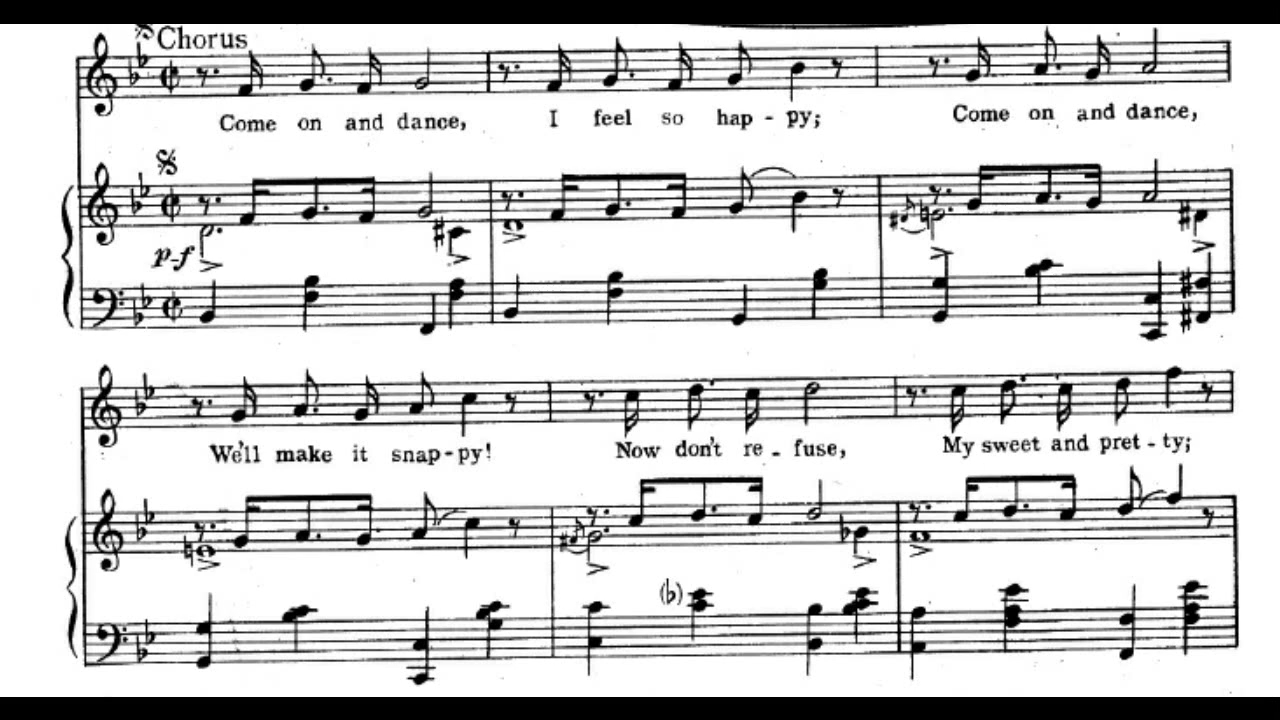 Chorus
Come on and dance, I feel so hap - py; Come on and dance,
p-f
We'll make it snap-py! Now don't re - fuse, My sweet and pret - ty;
(b)